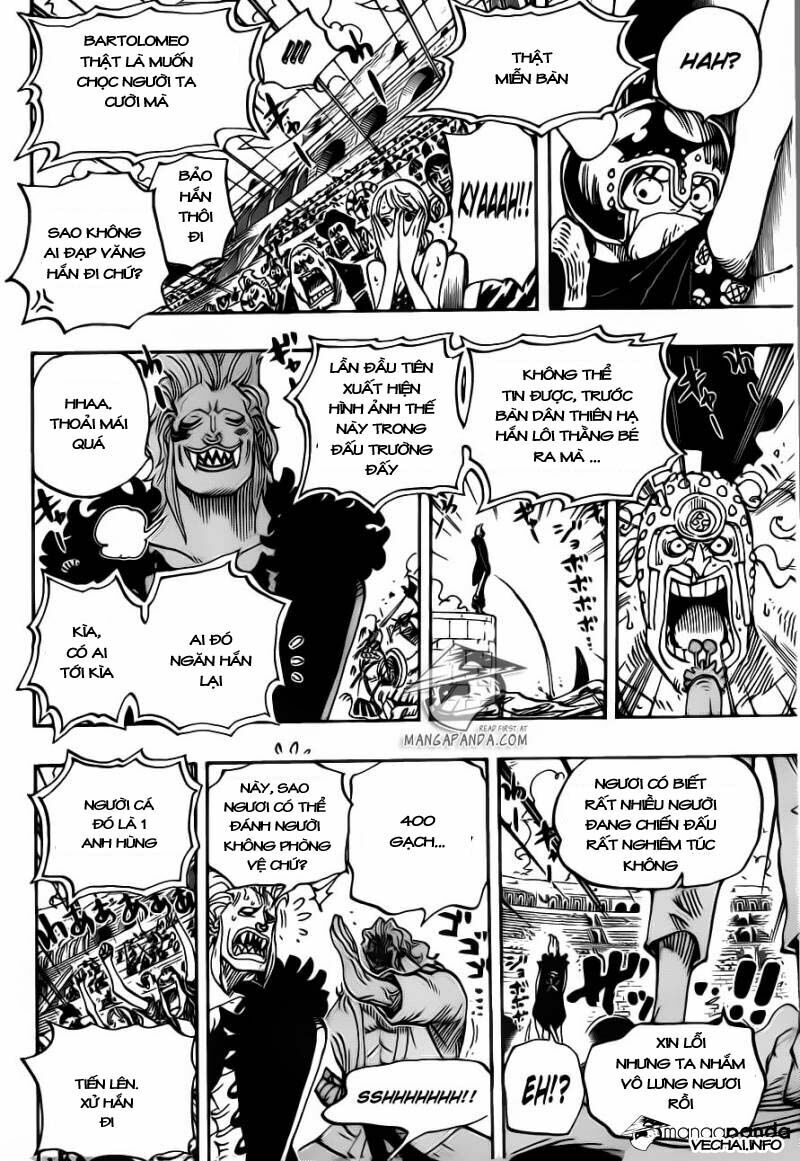 HAH?
THẬT
MIỄN BÀN
BARTOLOMEO
THẬT LÀ MUỐN
CHỌC NGƯỜI TA
CƯỜI MÀ
KYAAAH!!
BẢO
HẮN
THÔI
ĐI
SAO KHÔNG
AI ĐẠP VĂNG
HẮN ĐI CHỨ?
KHÔNG THỂ
TIN ĐƯỢC, TRƯỚC
BÀN DÂN THIÊN HẠ
HẮN LÔI THẰNG BÉ
RA MÀ ...
LẦN ĐẦU TIÊN
XUẤT HIỆN
HÌNH ẢNH THẾ
NÀY TRONG
ĐẤU TRƯỜNG
ĐẤY
HHAA,
THOẢI MÁI
QUÁ
AI ĐÓ
NGĂN HẮN
LẠI
KÌA,
CÓ AI
TỚI KÌA
READ FIRST AT
MANGAPANDA.COM
NGƯƠI CÓ BIẾT
RẤT NHIỀU NGƯỜI
ĐANG CHIẾN ĐẤU
RẤT NGHIÊM TÚC
KHÔNG
XIN LỖI
NHƯNG TA NHẮM
VÔ LƯNG NGƯƠI
RỒI
EH!?
400
GẠCH...
NÀY, SAO
NGƯƠI CÓ THỂ
ĐÁNH NGƯỜI
KHÔNG PHÒNG
VỆ CHỨ?
SSHHHHHHH!!
NGƯỜI CÁ
ĐÓ LÀ 1
ANH HÙNG
TIẾN LÊN.
XỬ HẮN
ĐI
mangapanda
VECHAI.INFO